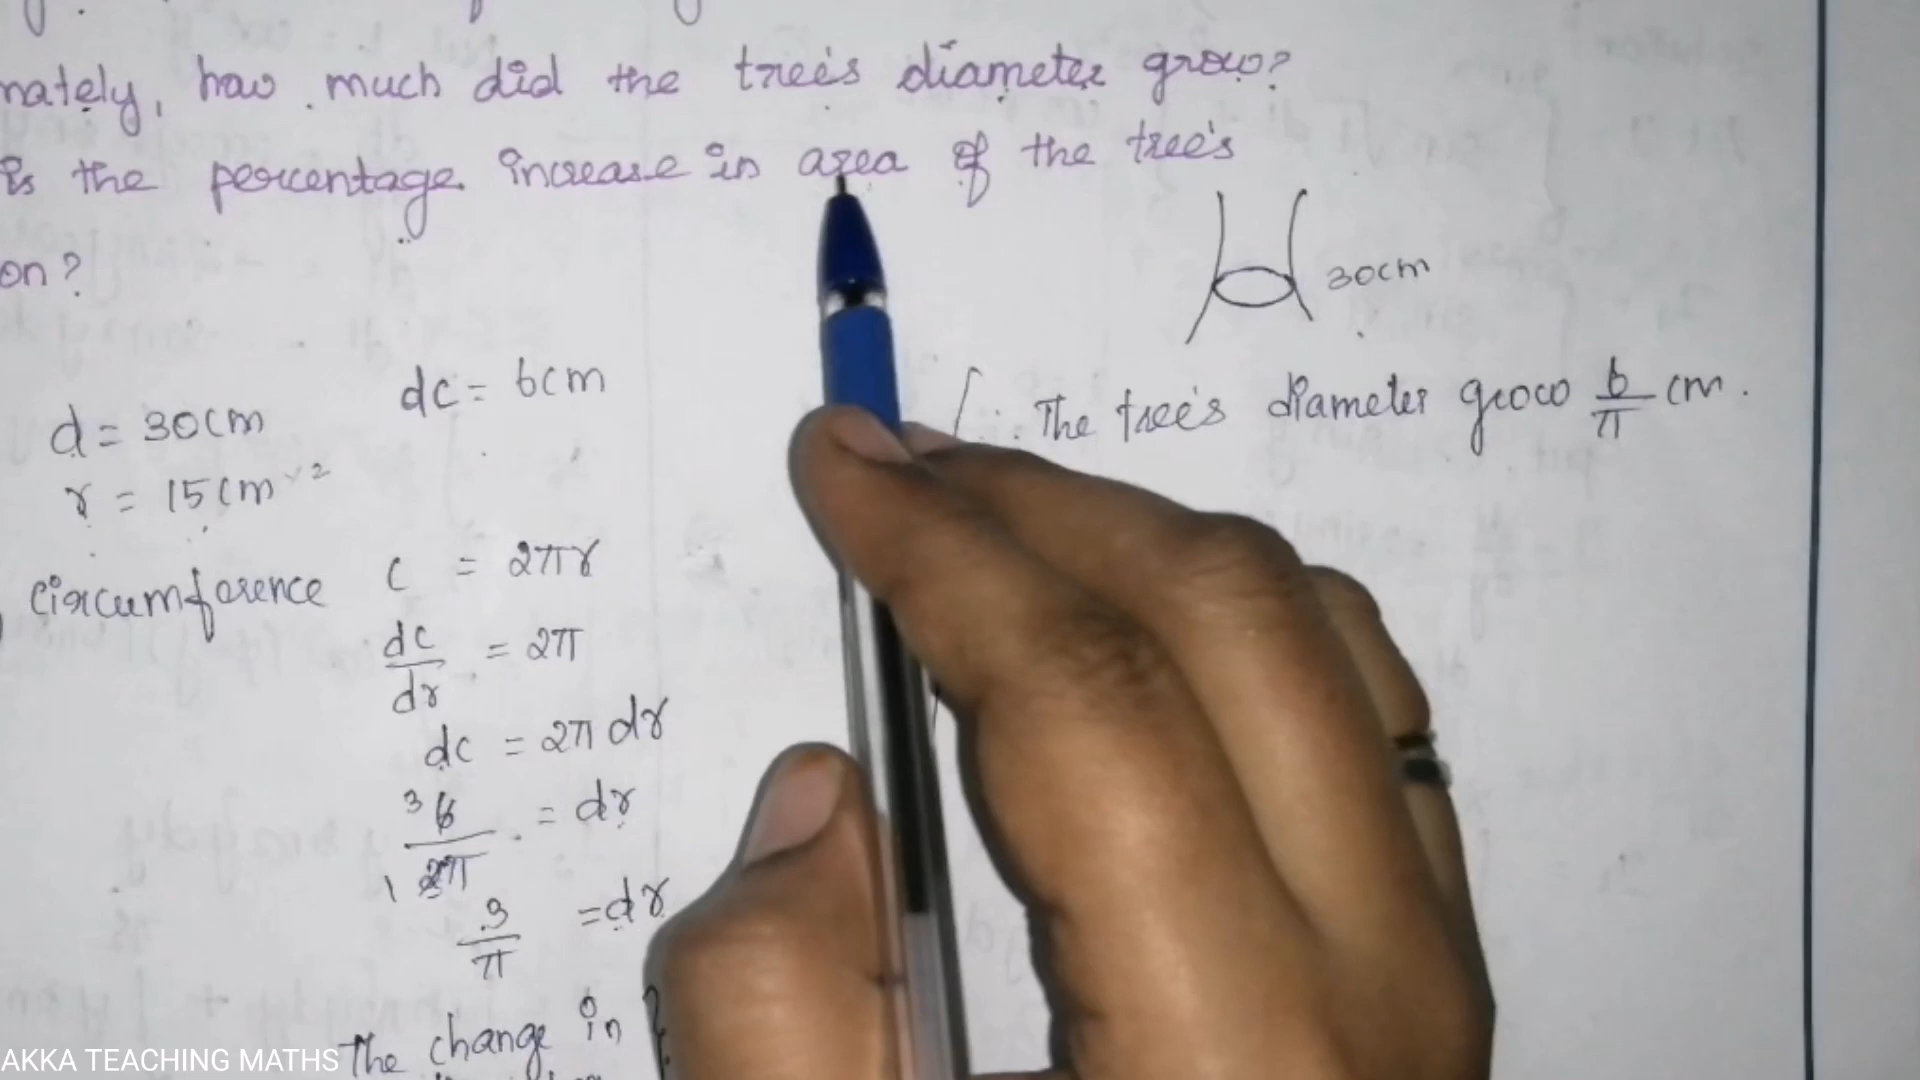 nately, how much did the tree's diameter grow?
is the percentage increase in area of the tree's
on?
30cm
dc = 6cm
d = 30cm
r = 15cm
∴ The tree's diameter grow 6/π cm.
Circumference C = 2πr
dc/dr = 2π
dc = 2π dr
6/2π = dr
3
1
3/π = dr
The change in
AKKA TEACHING MATHS